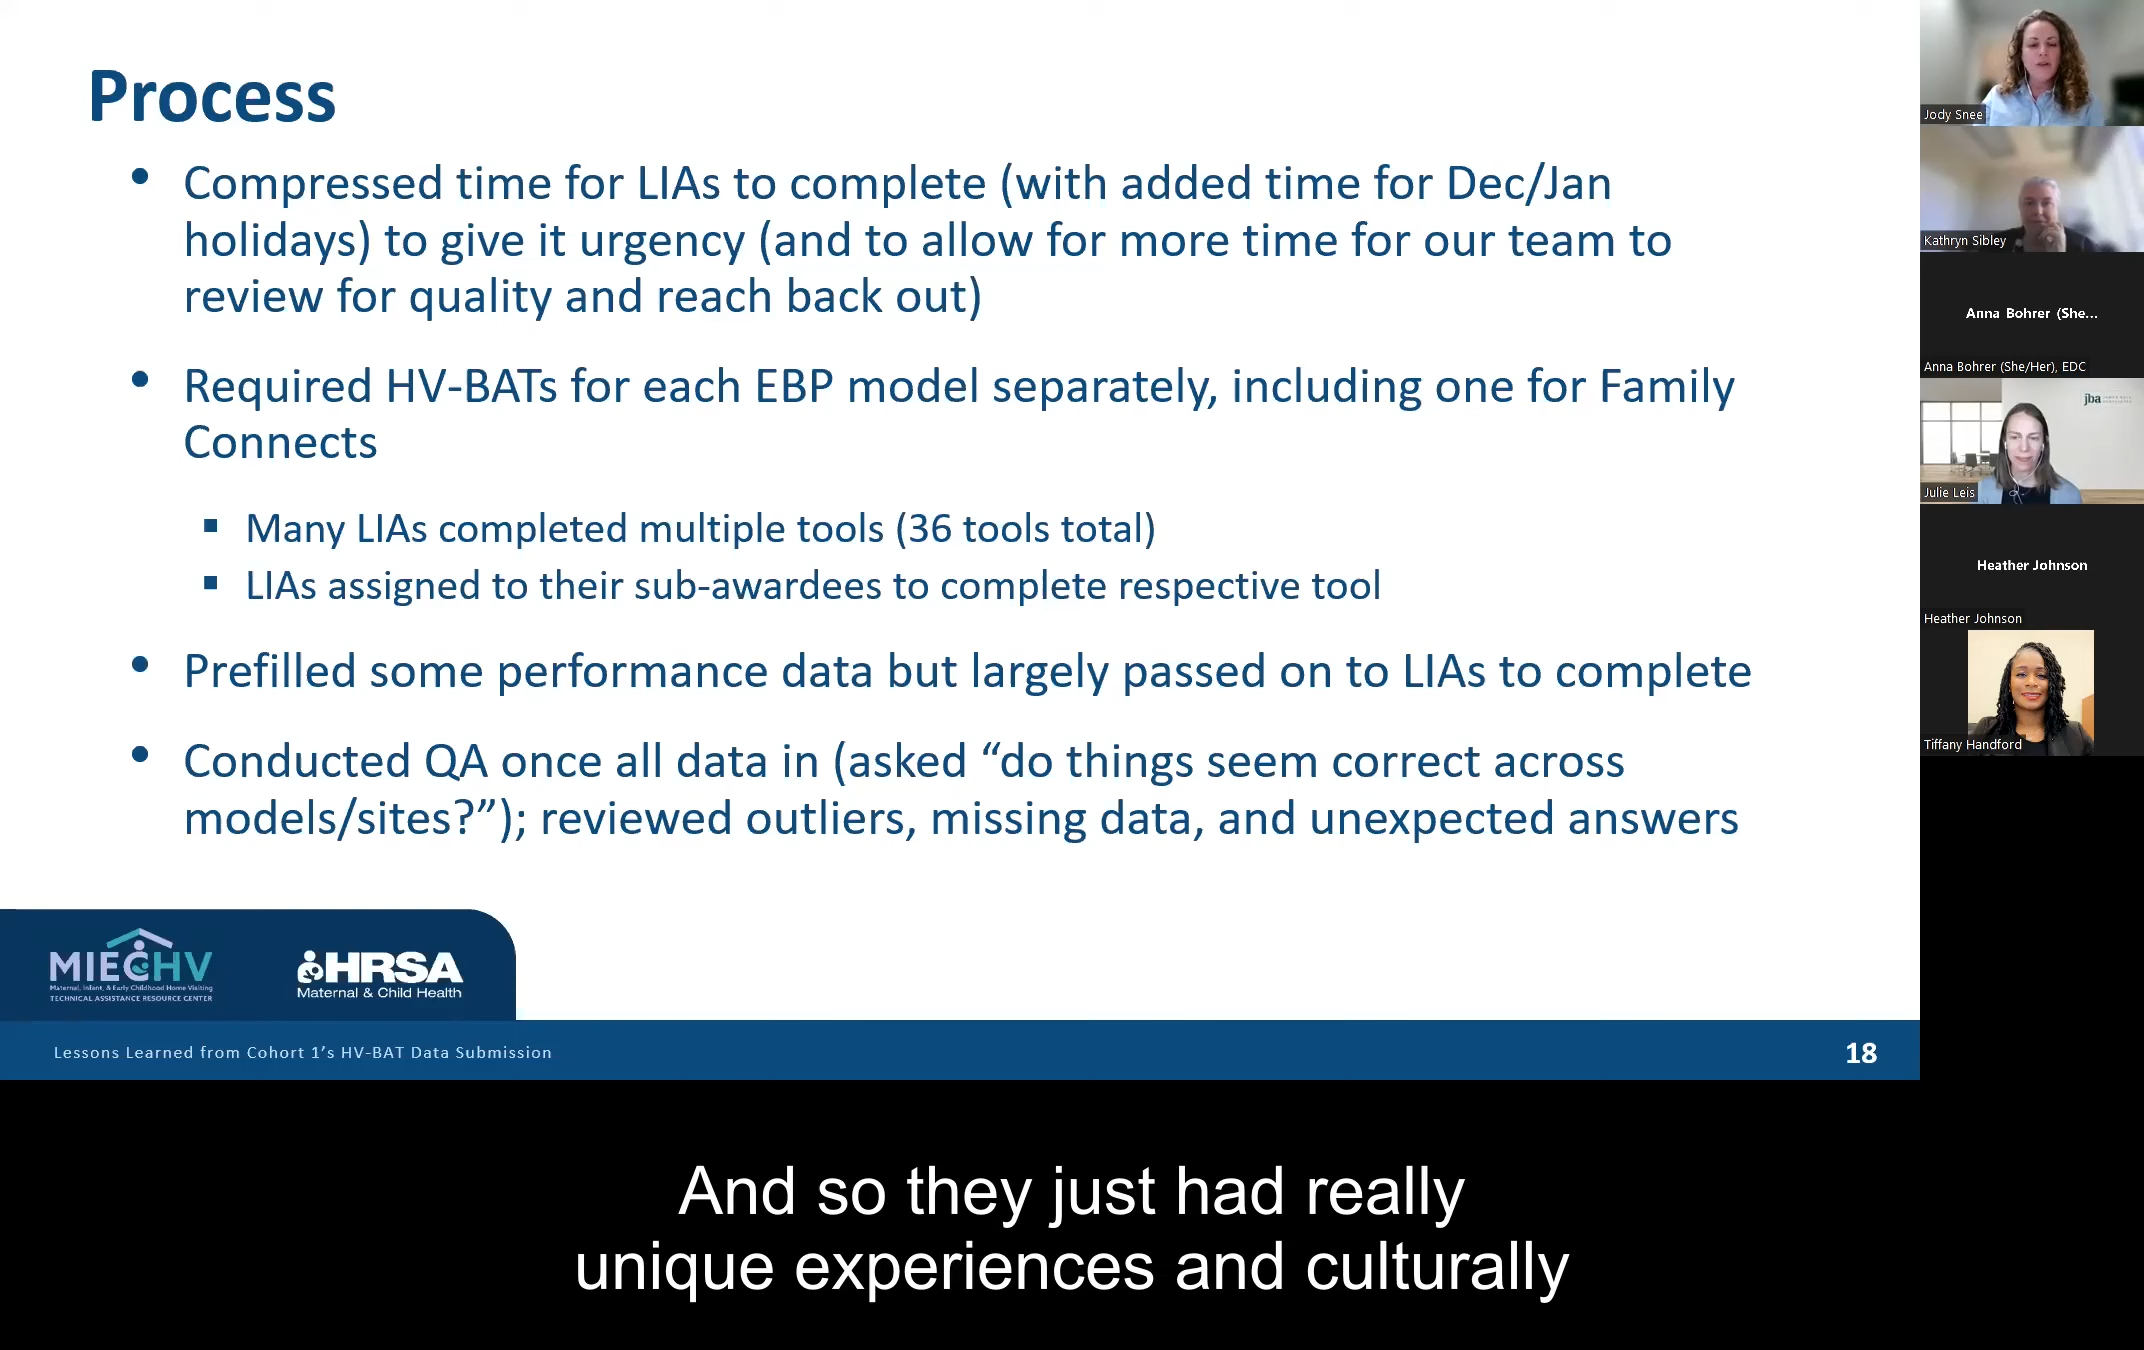 Process
• Compressed time for LIAs to complete (with added time for Dec/Jan
holidays) to give it urgency (and to allow for more time for our team to
review for quality and reach back out)
• Required HV-BATs for each EBP model separately, including one for Family
Connects
▪ Many LIAs completed multiple tools (36 tools total)
▪ LIAs assigned to their sub-awardees to complete respective tool
• Prefilled some performance data but largely passed on to LIAs to complete
• Conducted QA once all data in (asked “do things seem correct across
models/sites?”); reviewed outliers, missing data, and unexpected answers
MIECHV
Maternal, Infant, & Early Childhood Home Visiting
TECHNICAL ASSISTANCE RESOURCE CENTER
HRSA
Maternal & Child Health
Lessons Learned from Cohort 1’s HV-BAT Data Submission
18
Jody Snee
Kathryn Sibley
Anna Bohrer (She...
Anna Bohrer (She/Her), EDC
jba
Julie Leis
Heather Johnson
Heather Johnson
Tiffany Handford
And so they just had really
unique experiences and culturally